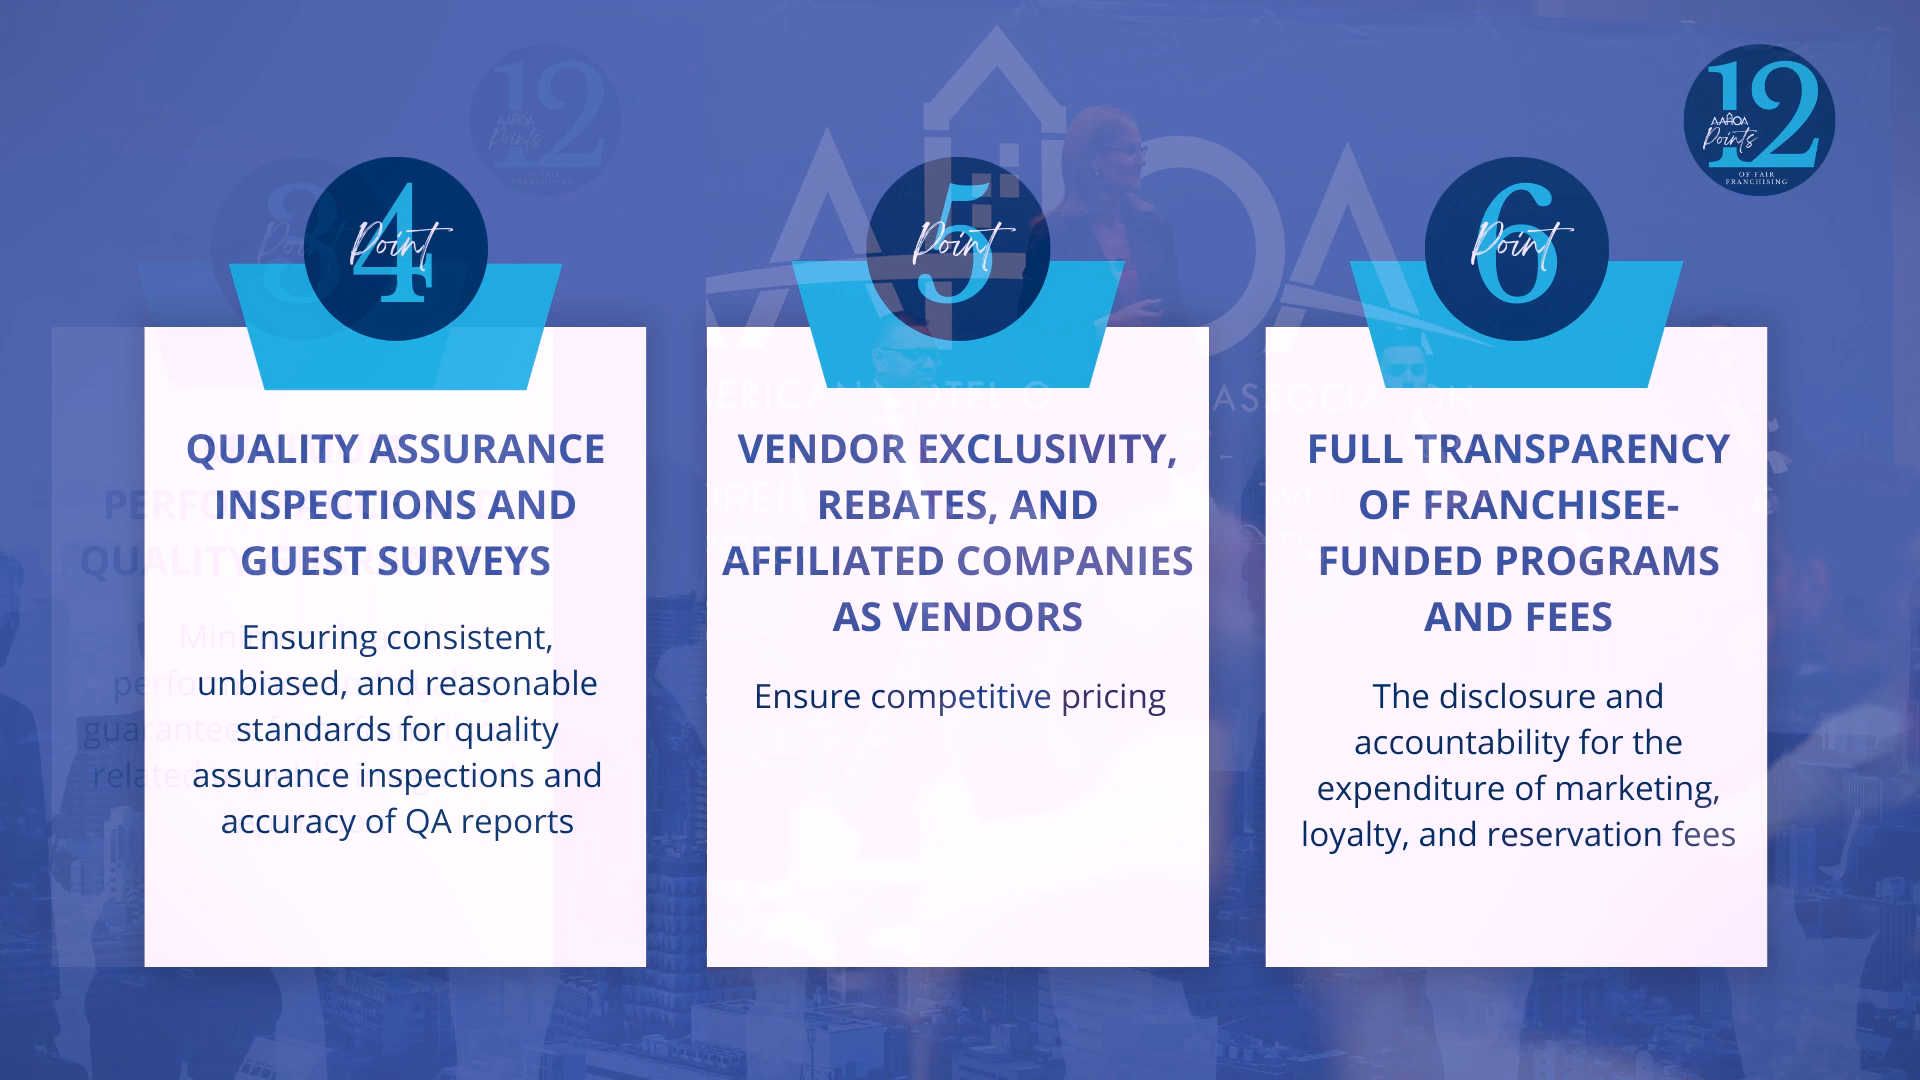 12
AAHOA
Points
OF FAIR
FRANCHISING
4
Point
QUALITY ASSURANCE
INSPECTIONS AND
GUEST SURVEYS
Ensuring consistent,
unbiased, and reasonable
standards for quality
assurance inspections and
accuracy of QA reports
5
Point
VENDOR EXCLUSIVITY,
REBATES, AND
AFFILIATED COMPANIES
AS VENDORS
Ensure competitive pricing
6
Point
FULL TRANSPARENCY
OF FRANCHISEE-
FUNDED PROGRAMS
AND FEES
The disclosure and
accountability for the
expenditure of marketing,
loyalty, and reservation fees